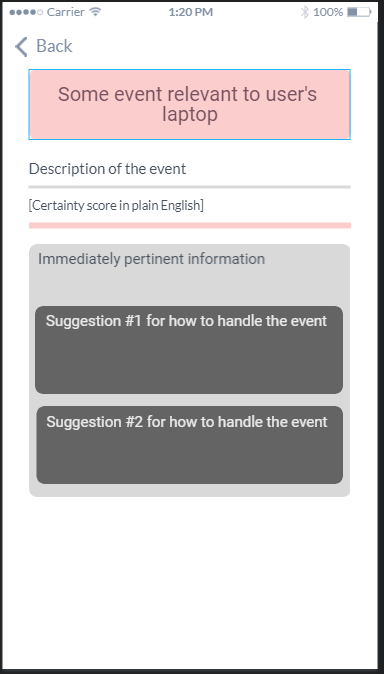 Carrier 1:20 PM 100%
Back
Some event relevant to user's
laptop
Description of the event
[Certainty score in plain English]
Immediately pertinent information
Suggestion #1 for how to handle the event
Suggestion #2 for how to handle the event